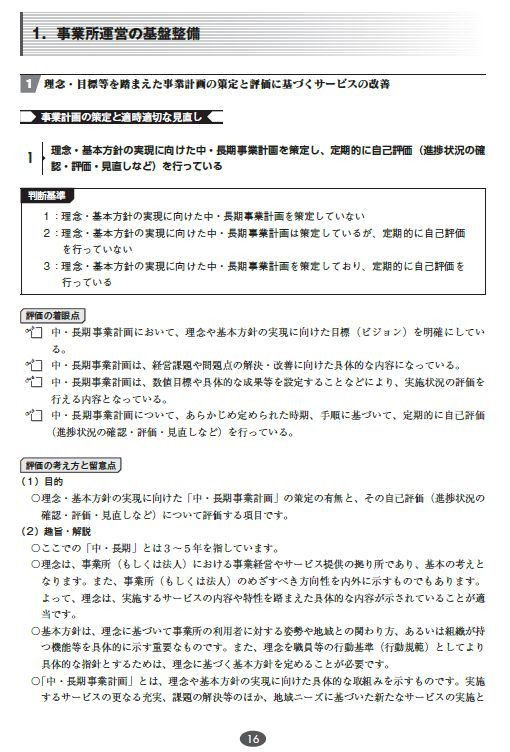 1．事業所運営の基盤整備
1 理念・目標等を踏まえた事業計画の策定と評価に基づくサービスの改善
事業計画の策定と適時適切な見直し
1 理念・基本方針の実現に向けた中・長期事業計画を策定し、定期的に自己評価（進捗状況の確
認・評価・見直しなど）を行っている
判断基準
1：理念・基本方針の実現に向けた中・長期事業計画を策定していない
2：理念・基本方針の実現に向けた中・長期事業計画は策定しているが、定期的に自己評価
を行っていない
3：理念・基本方針の実現に向けた中・長期事業計画を策定しており、定期的に自己評価を
行っている
評価の着眼点
中・長期事業計画において、理念や基本方針の実現に向けた目標（ビジョン）を明確にしてい
る。
中・長期事業計画は、経営課題や問題点の解決・改善に向けた具体的な内容になっている。
中・長期事業計画は、数値目標や具体的な成果等を設定することなどにより、実施状況の評価を
行える内容となっている。
中・長期事業計画について、あらかじめ定められた時期、手順に基づいて、定期的に自己評価
（進捗状況の確認・評価・見直しなど）を行っている。
評価の考え方と留意点
（1）目的
○理念・基本方針の実現に向けた「中・長期事業計画」の策定の有無と、その自己評価（進捗状況の
確認・評価・見直しなど）について評価する項目です。
（2）趣旨・解説
○ここでの「中・長期」とは３～５年を指しています。
○理念は、事業所（もしくは法人）における事業経営やサービス提供の拠り所であり、基本の考えと
なります。また、事業所（もしくは法人）のめざすべき方向性を内外に示すものでもあります。
よって、理念は、実施するサービスの内容や特性を踏まえた具体的な内容が示されていることが適
当です。
○基本方針は、理念に基づいて事業所の利用者に対する姿勢や地域との関わり方、あるいは組織が持
つ機能等を具体的に示す重要なものです。また、理念を職員等の行動基準（行動規範）としてより
具体的な指針とするためは、理念に基づく基本方針を定めることが必要です。
○「中・長期事業計画」とは、理念や基本方針の実現に向けた具体的な取組みを示すものです。実施
するサービスの更なる充実、課題の解決等のほか、地域ニーズに基づいた新たなサービスの実施と
16